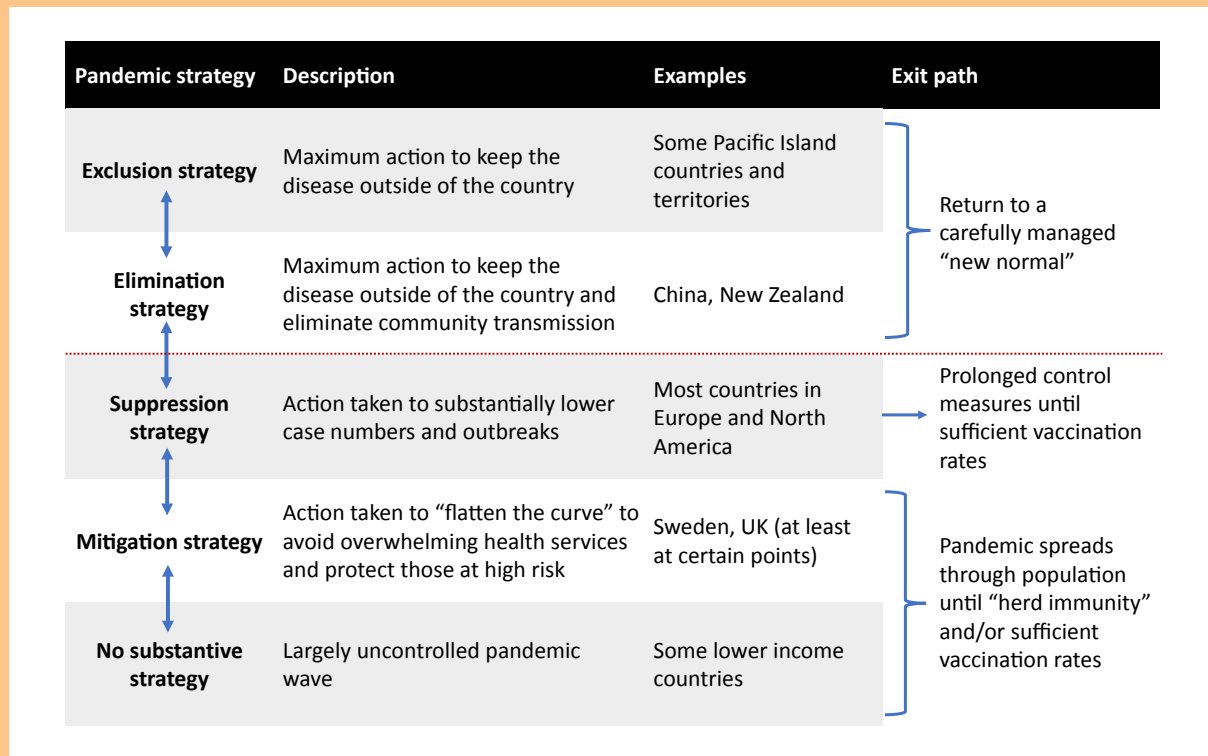 Pandemic strategy Description Examples Exit path
Exclusion strategy
Maximum action to keep the
disease outside of the country
Some Pacific Island
countries and
territories
Return to a
carefully managed
“new normal”
Elimination
strategy
Maximum action to keep the
disease outside of the country and
eliminate community transmission
China, New Zealand
Suppression
strategy
Action taken to substantially lower
case numbers and outbreaks
Most countries in
Europe and North
America
Prolonged control
measures until
sufficient vaccination
rates
Mitigation strategy
Action taken to “flatten the curve” to
avoid overwhelming health services
and protect those at high risk
Sweden, UK (at least
at certain points)
Pandemic spreads
through population
until “herd immunity”
and/or sufficient
vaccination rates
No substantive
strategy
Largely uncontrolled pandemic
wave
Some lower income
countries